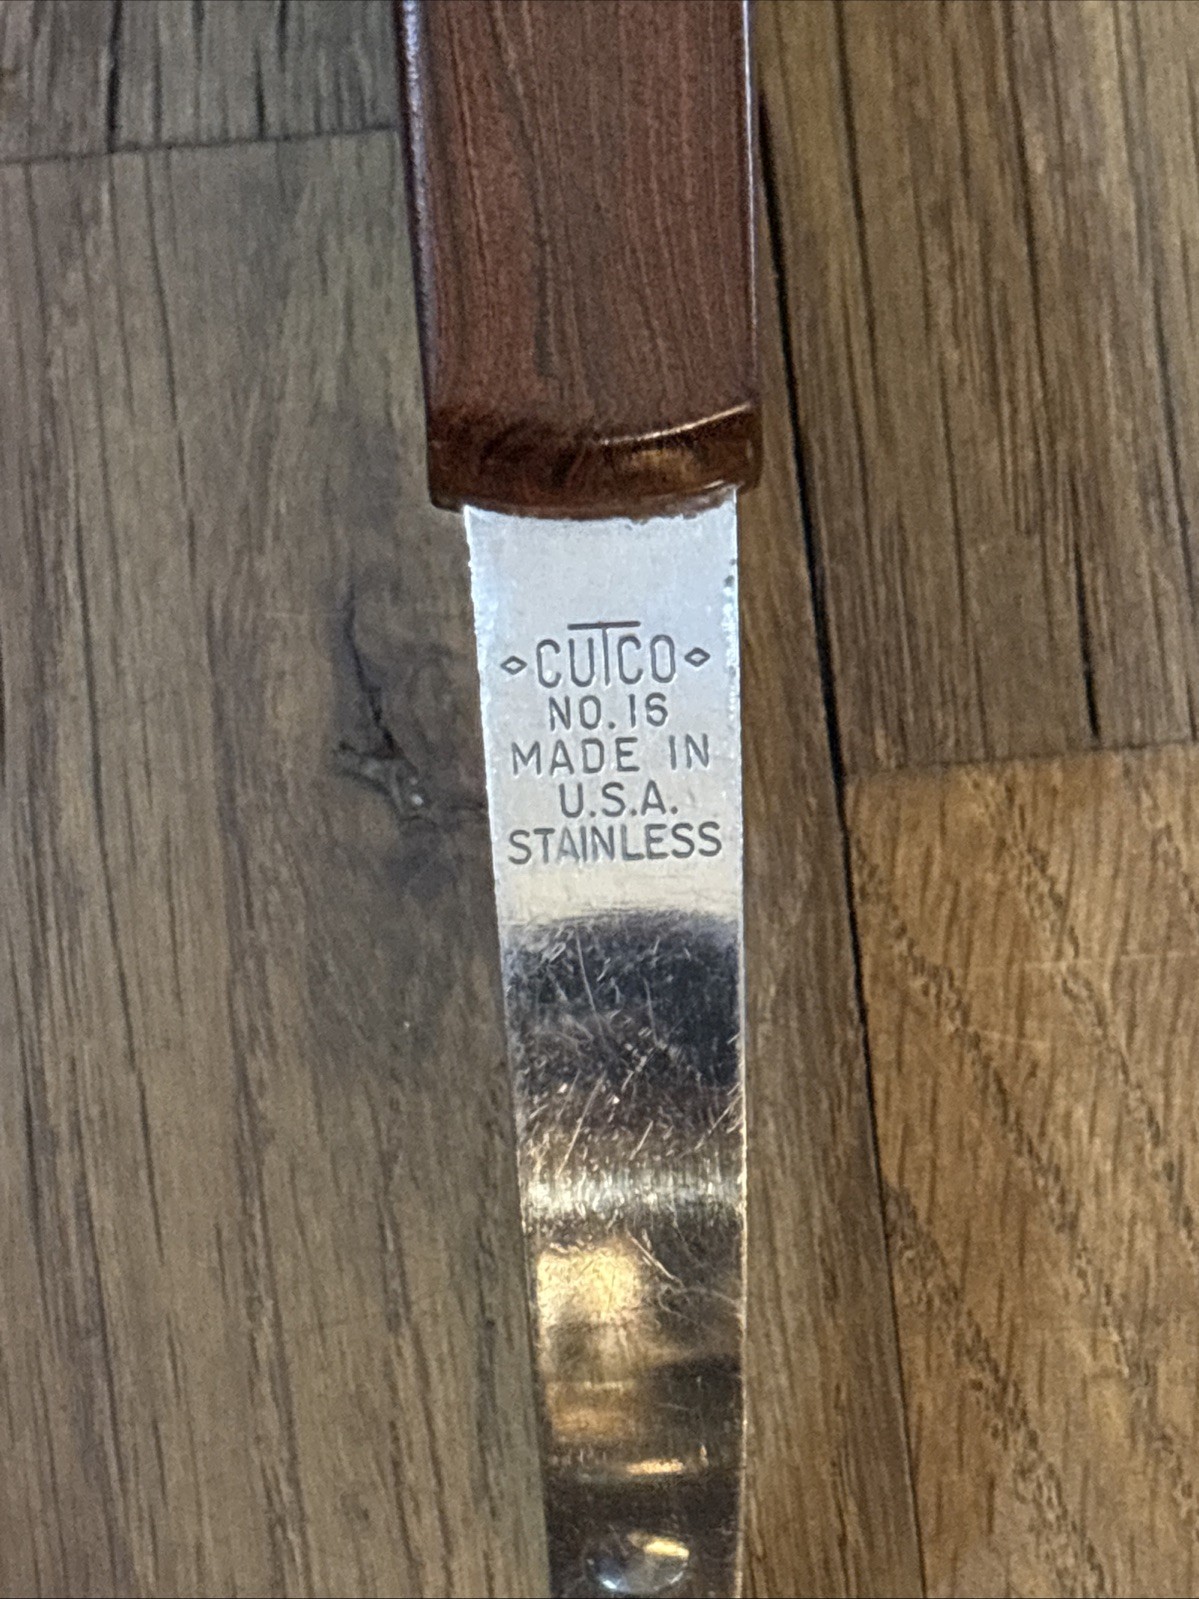 CUTCO
NO. 16
MADE IN
U.S.A.
STAINLESS